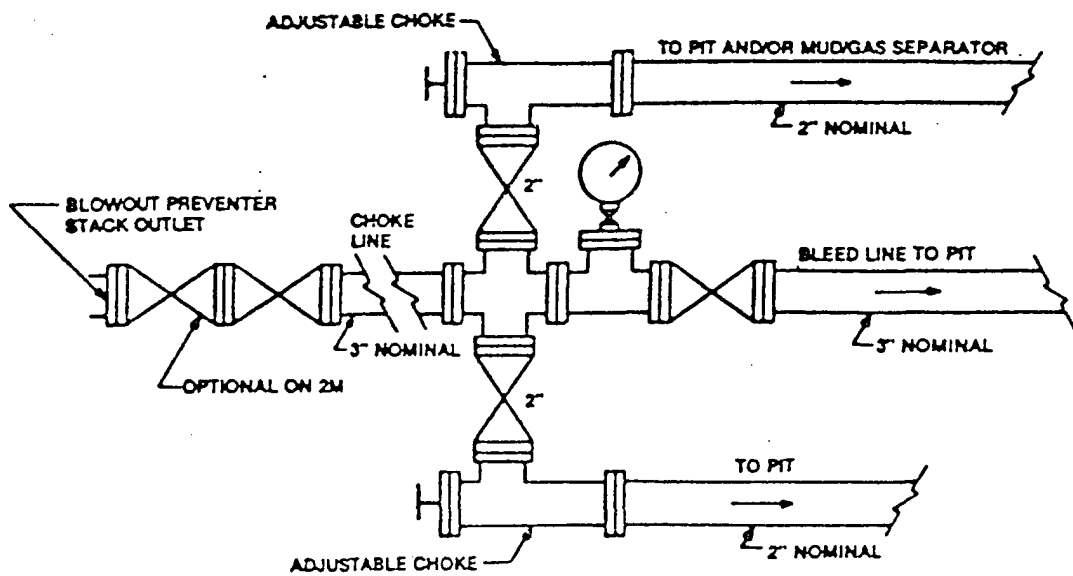 ADJUSTABLE CHOKE
TO PIT AND/OR MUD/GAS SEPARATOR
2" NOMINAL
2"
BLOWOUT PREVENTER
STACK OUTLET
CHOKE
LINE
BLEED LINE TO PIT
3" NOMINAL
3" NOMINAL
OPTIONAL ON 2M
2"
TO PIT
2" NOMINAL
ADJUSTABLE CHOKE